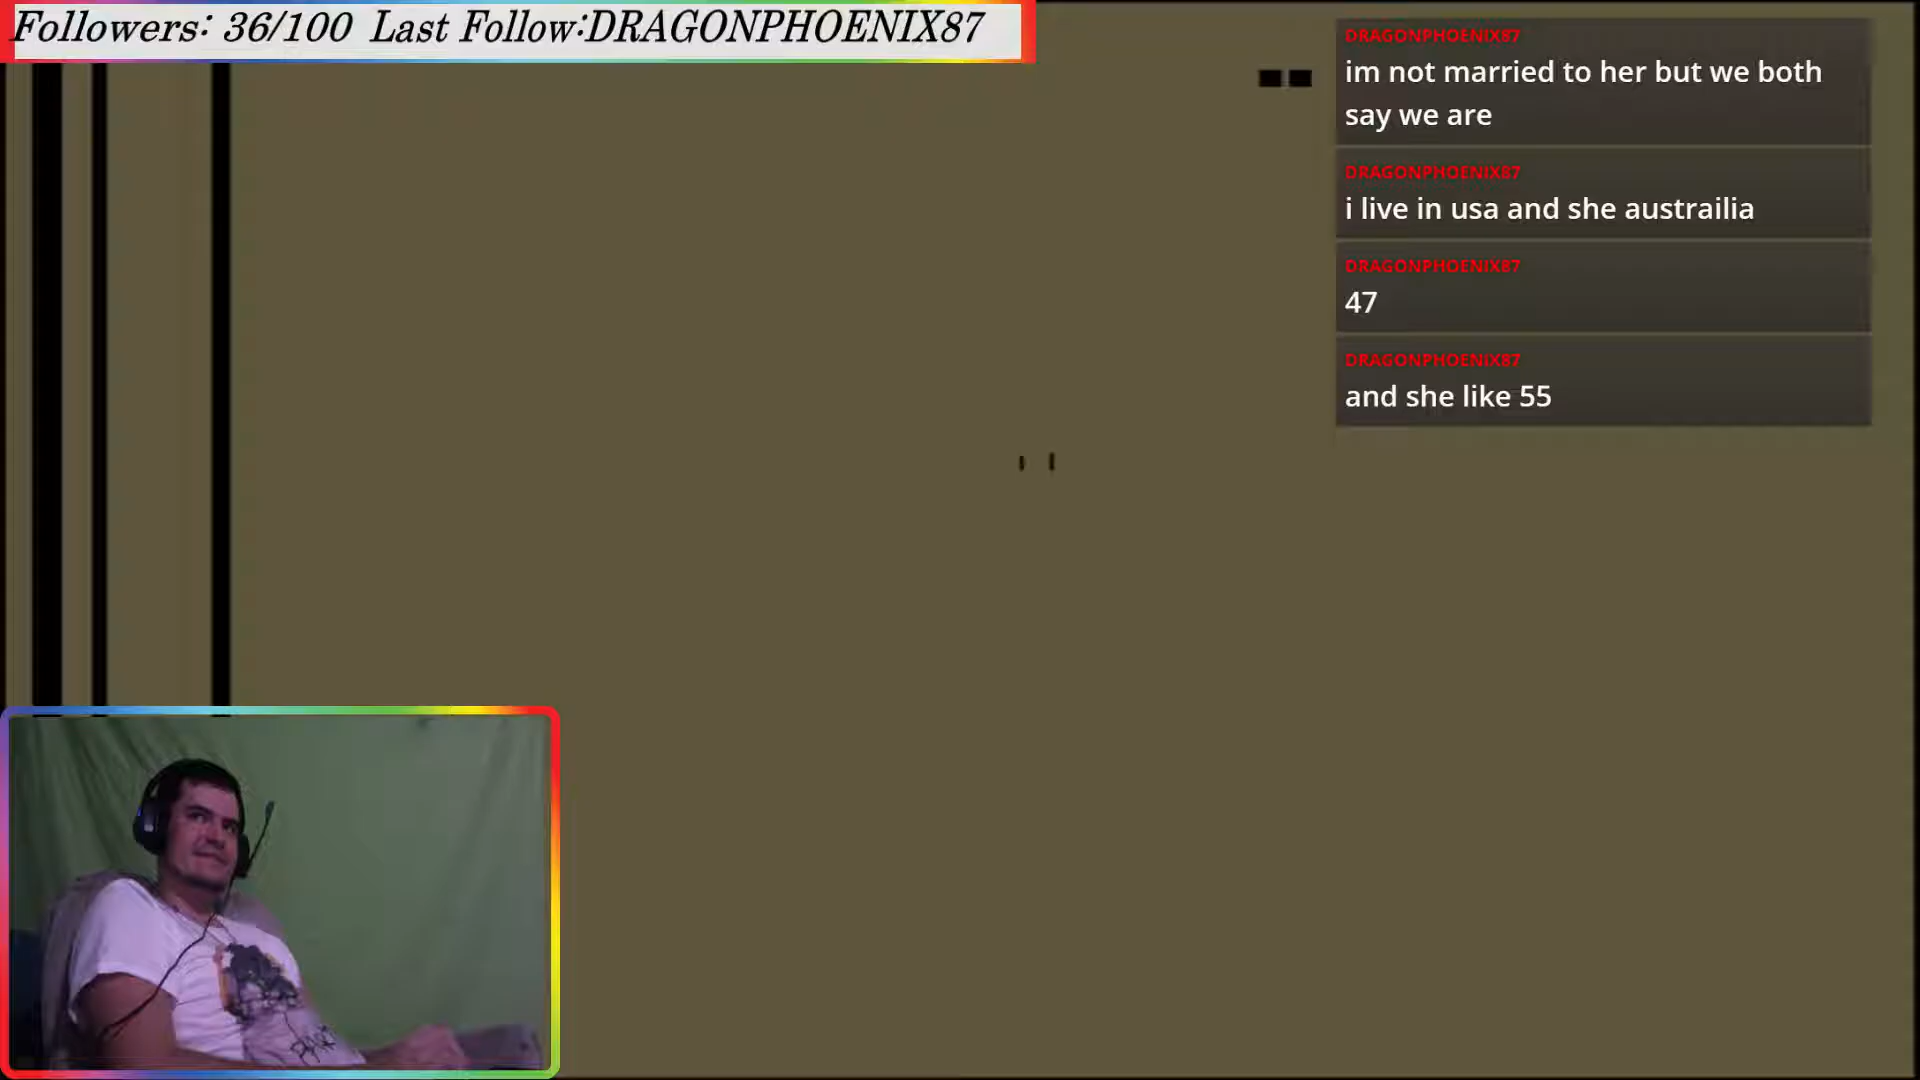 Followers: 36/100 Last Follow:DRAGONPHOENIX87
DRAGONPHOENIX87
im not married to her but we both
say we are
DRAGONPHOENIX87
i live in usa and she austrailia
DRAGONPHOENIX87
47
DRAGONPHOENIX87
and she like 55